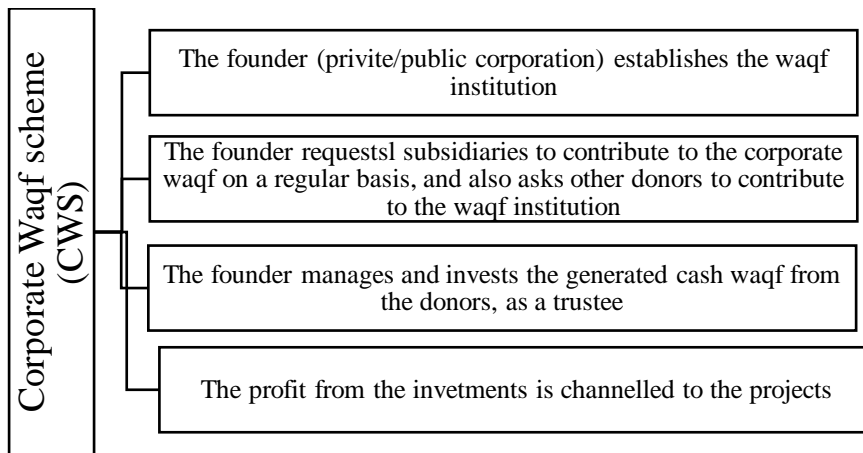 Corporate Waqf scheme
(CWS)
The founder (privite/public corporation) establishes the waqf
institution
The founder requestsl subsidiaries to contribute to the corporate
waqf on a regular basis, and also asks other donors to contribute
to the waqf institution
The founder manages and invests the generated cash waqf from
the donors, as a trustee
The profit from the invetments is channelled to the projects